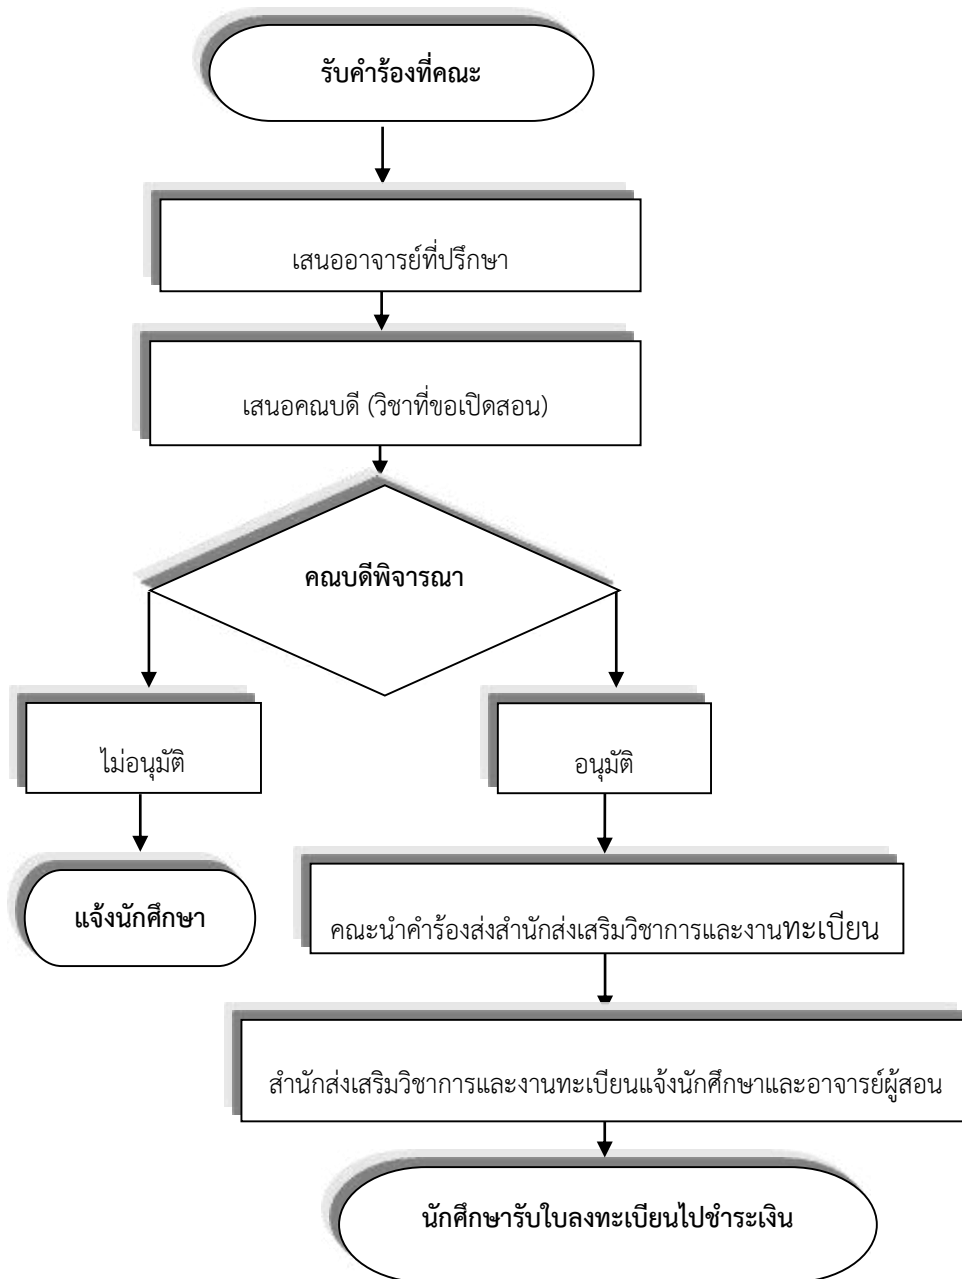 รับคำร้องที่คณะ
เสนออาจารย์ที่ปรึกษา
เสนอคณบดี (วิชาที่ขอเปิดสอน)
คณบดีพิจารณา
ไม่อนุมัติ
อนุมัติ
แจ้งนักศึกษา
คณะนำคำร้องส่งสำนักส่งเสริมวิชาการและงานทะเบียน
สำนักส่งเสริมวิชาการและงานทะเบียนแจ้งนักศึกษาและอาจารย์ผู้สอน
นักศึกษารับใบลงทะเบียนไปชำระเงิน